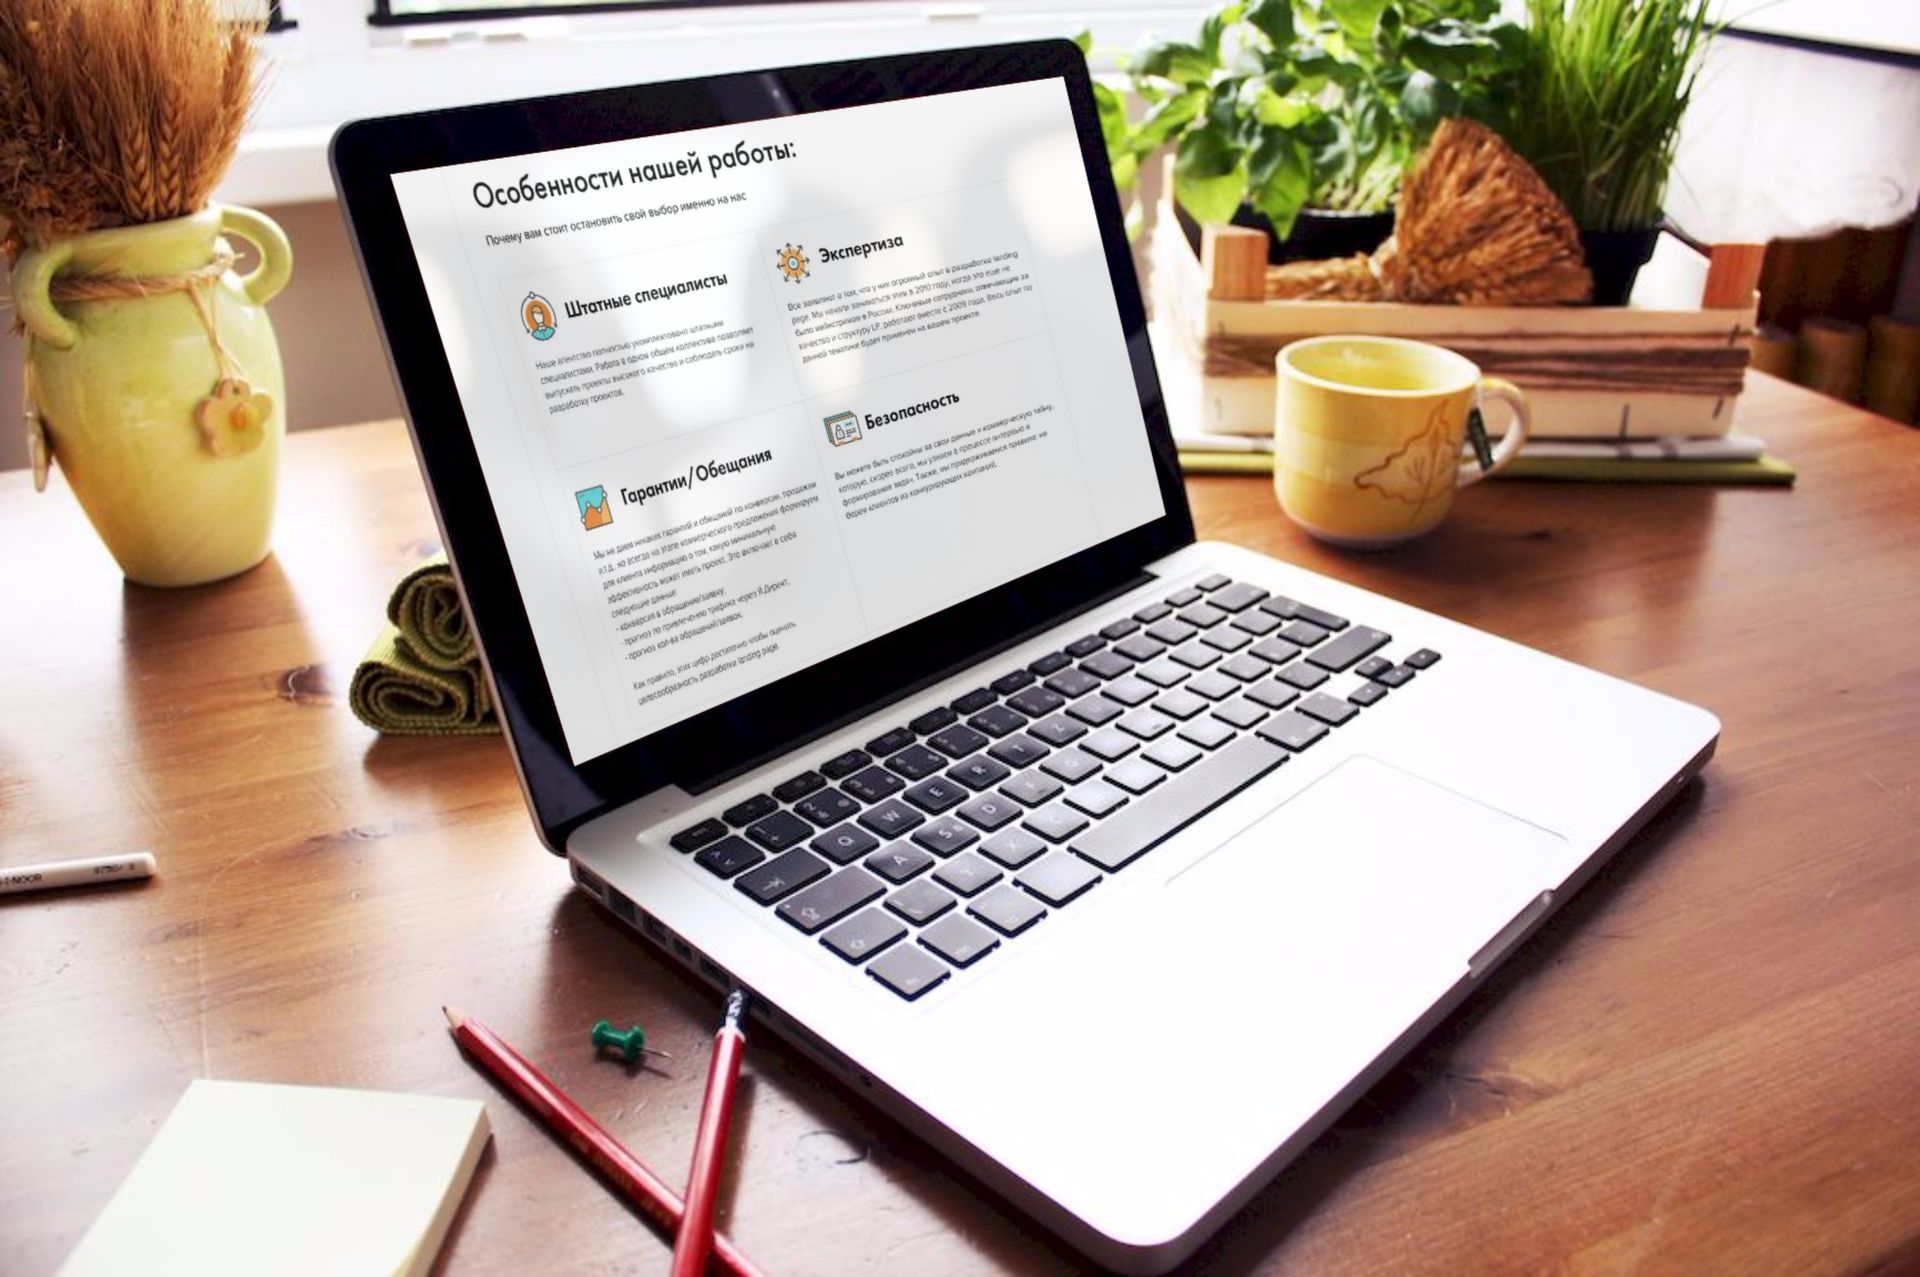 Особенности нашей работы:
Почему вам стоит остановить свой выбор именно на нас
Штатные специалисты
Наше агентство полностью укомплектовано штатными
специалистами. Работа в одном общем коллективе позволяет
выпускать проекты высокого качества и соблюдать сроки на
разработку проектов.
Экспертиза
Все заявляют о том, что у них огромный опыт в разработке landing
page. Мы начали заниматься этим в 2010 году, когда это еще не
было мейнстримом в России. Ключевые сотрудники, отвечающие за
качество и структуру LP, работают вместе с 2009 года. Весь опыт по
данной тематике будет применен на вашем проекте.
Гарантии/Обещания
Мы не даем никаких гарантий и обещаний по конверсии, продажам
и.т.д., но всегда на этапе коммерческого предложения формируем
для клиента информацию о том, какую минимальную
эффективность может иметь проект. Это включает в себя
следующие данные:
- конверсия в обращение/заявку;
- прогноз по привлечению трафика через Я.Директ;
- прогноз кол-ва обращений/заявок.
Как правило, этих цифр достаточно чтобы оценить
целесообразность разработки landing page.
Безопасность
Вы можете быть спокойны за свои данные и коммерческую тайну,
которую, скорее всего, мы узнаем в процессе интервью и
формирования задач. Также, мы придерживаемся правила: не
берем клиентов из конкурирующих компаний.
Q W E R T Z
A S D F
X
I-NOOR